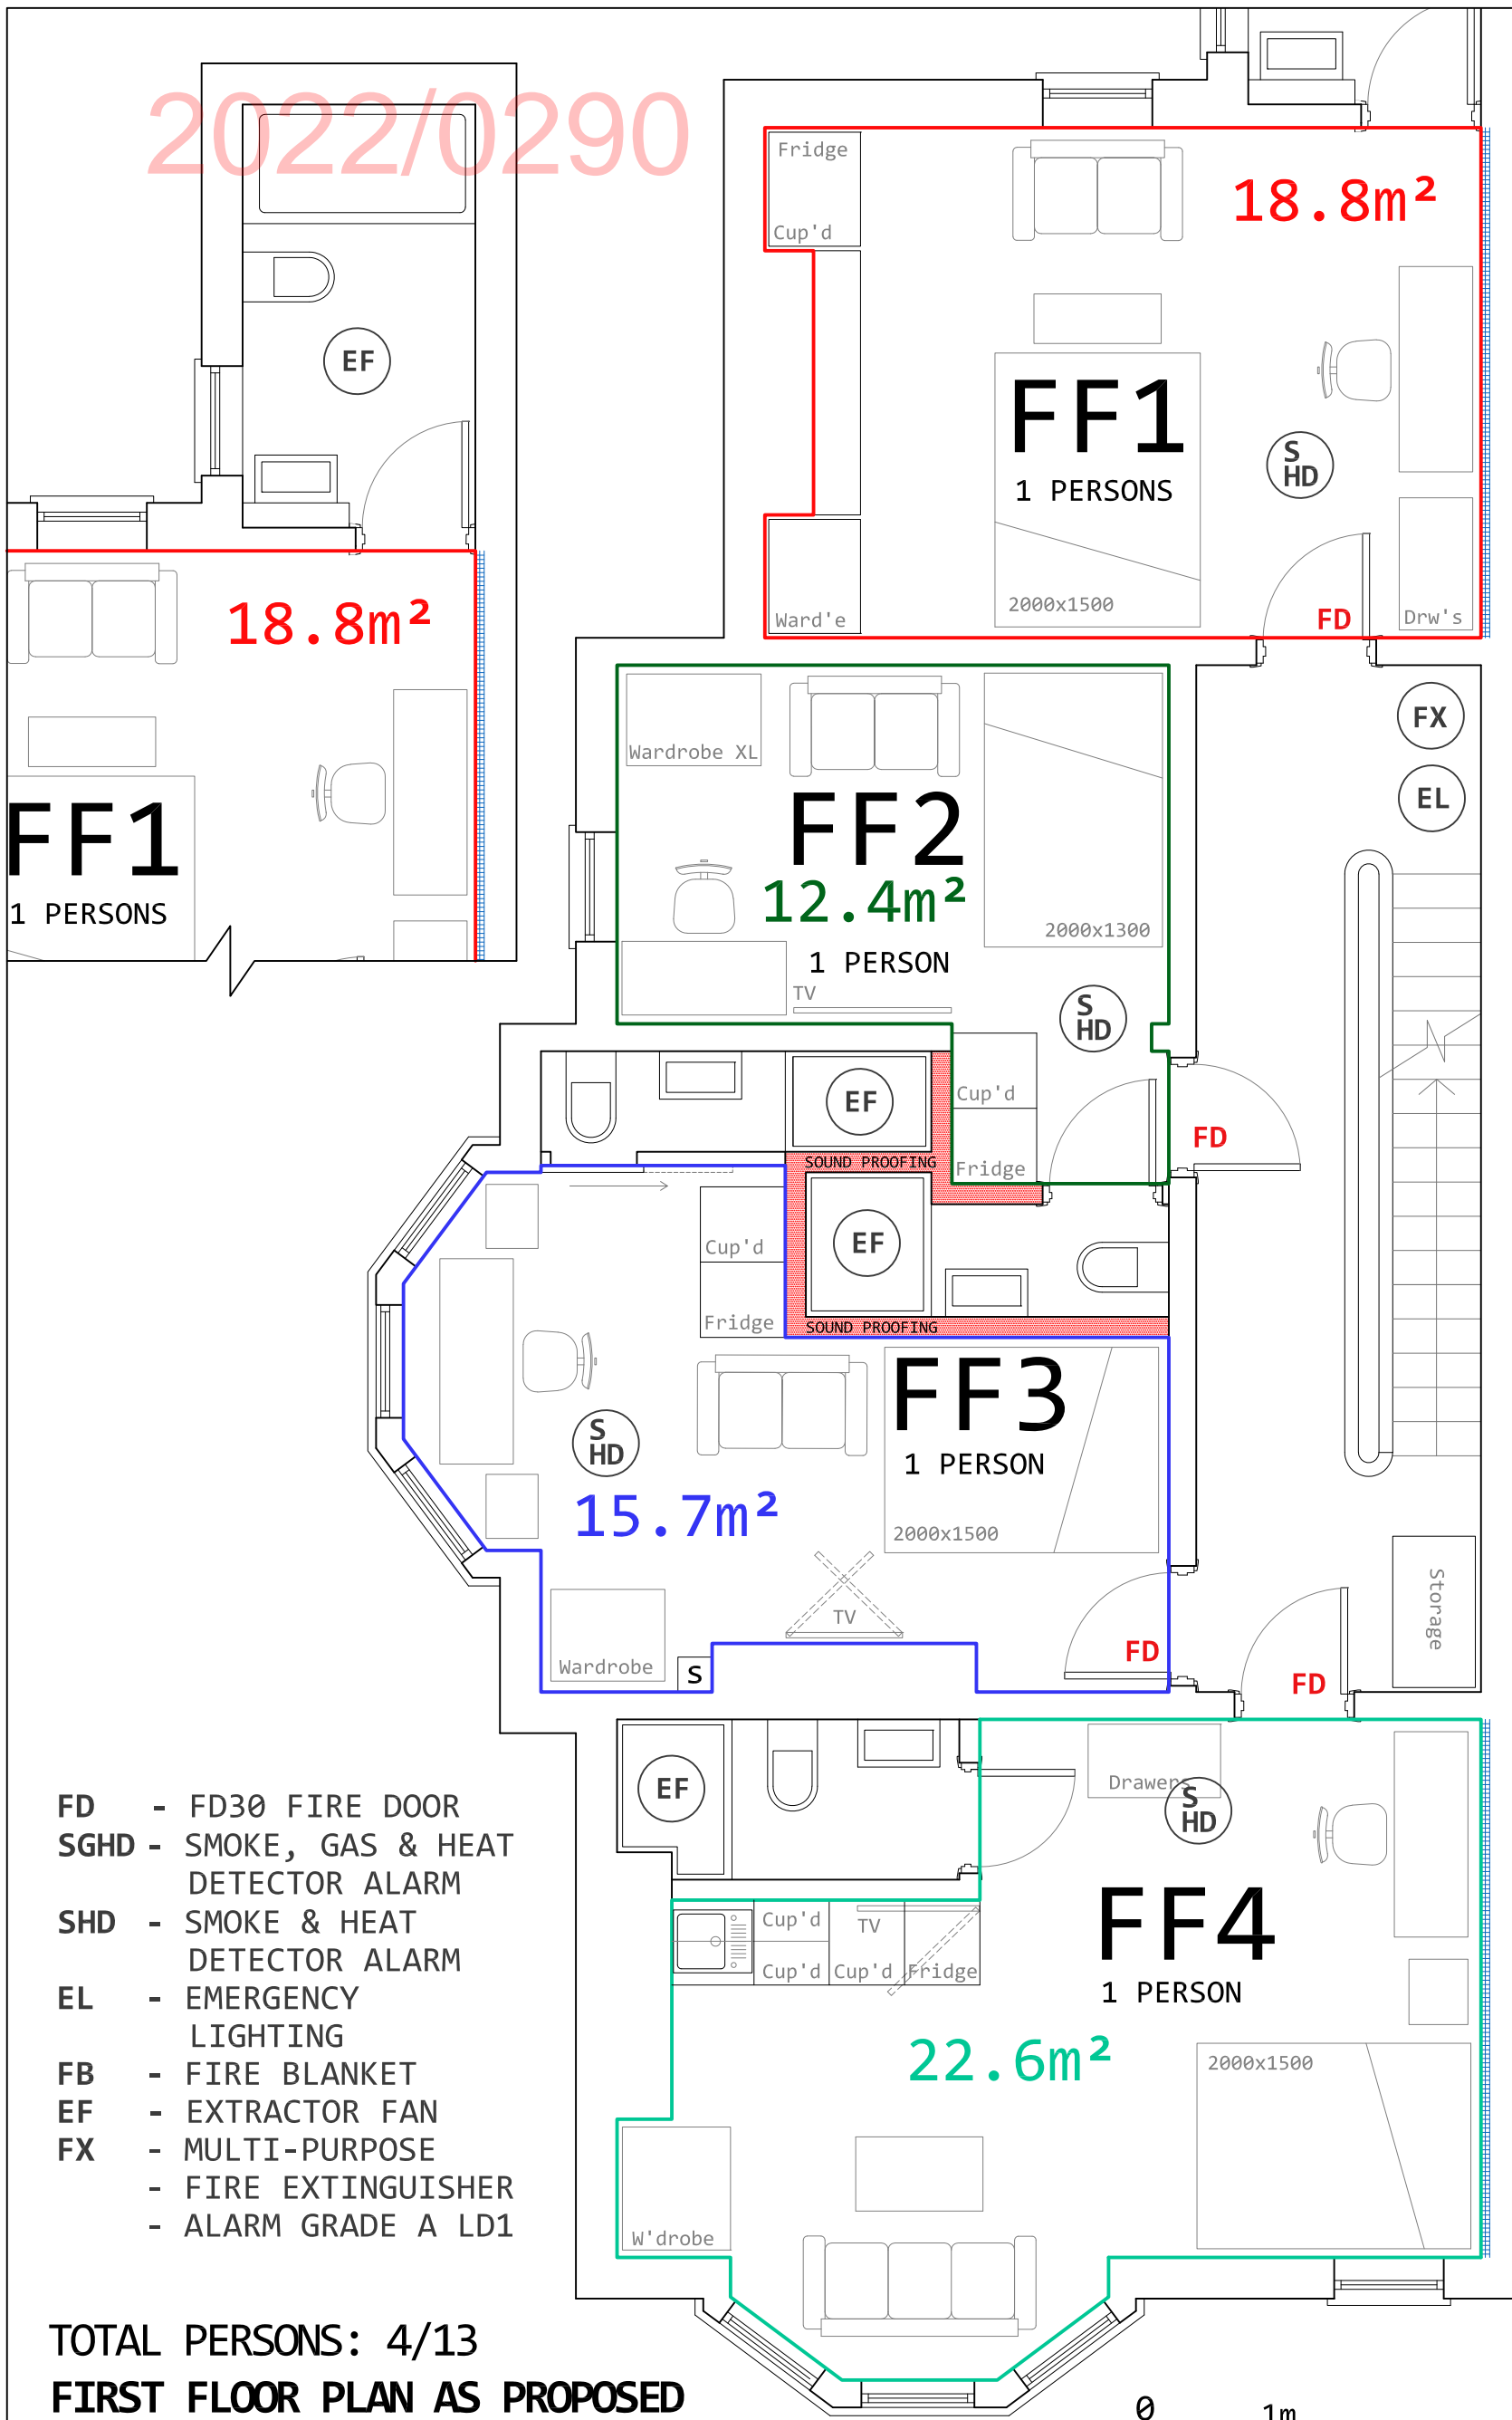 2022/0290
EF
18.8m²
FF1
1 PERSONS
Fridge
Cup'd
18.8m²
FF1
1 PERSONS
S
HD
2000x1500
Ward'e
FD
Drw's
FX
EL
Wardrobe XL
FF2
12.4m²
2000x1300
1 PERSON
TV
S
HD
EF
Cup'd
FD
SOUND PROOFING
Fridge
EF
Cup'd
Fridge
SOUND PROOFING
FF3
1 PERSON
S
HD
15.7m²
2000x1500
TV
Storage
Wardrobe
S
FD
FD
EF
Drawers
S
HD
FF4
1 PERSON
Cup'd
TV
Cup'd
Cup'd
Fridge
22.6m²
2000x1500
W'drobe
FD - FD30 FIRE DOOR
SGHD - SMOKE, GAS & HEAT
DETECTOR ALARM
SHD - SMOKE & HEAT
DETECTOR ALARM
EL - EMERGENCY
LIGHTING
FB - FIRE BLANKET
EF - EXTRACTOR FAN
FX - MULTI-PURPOSE
- FIRE EXTINGUISHER
- ALARM GRADE A LD1
TOTAL PERSONS: 4/13
FIRST FLOOR PLAN AS PROPOSED
0
1m